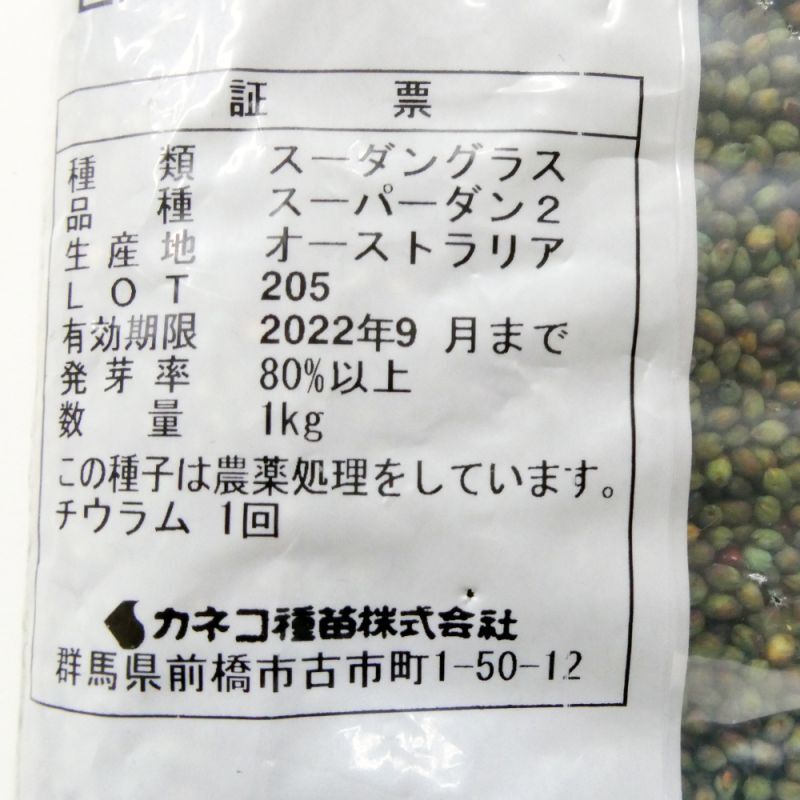 証 票
種 類 スーダングラス
品 種 スーパーダン2
生産地 オーストラリア
LOT 205
有効期限 2022年9 月まで
発芽率 80%以上
数 量 1kg
この種子は農薬処理をしています。
チウラム 1回
カネコ種苗株式会社
群馬県前橋市古市町1-50-12